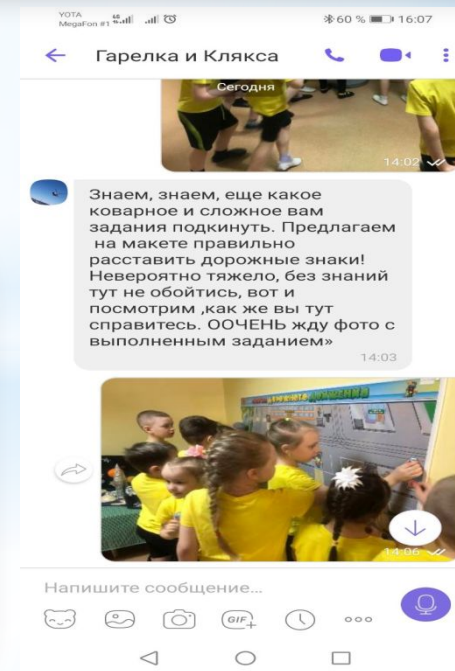 YOTA
MegaFon #1 60 % 16:07
Гарелка и Клякса
Сегодня
14:02
Знаем, знаем, еще какое
коварное и сложное вам
задания подкинуть. Предлагаем
на макете правильно
расставить дорожные знаки!
Невероятно тяжело, без знаний
тут не обойтись, вот и
посмотрим ,как же вы тут
справитесь. ООЧЕНЬ жду фото с
выполненным заданием»
14:03
движения
14:06
Напишите сообщение...
GIF